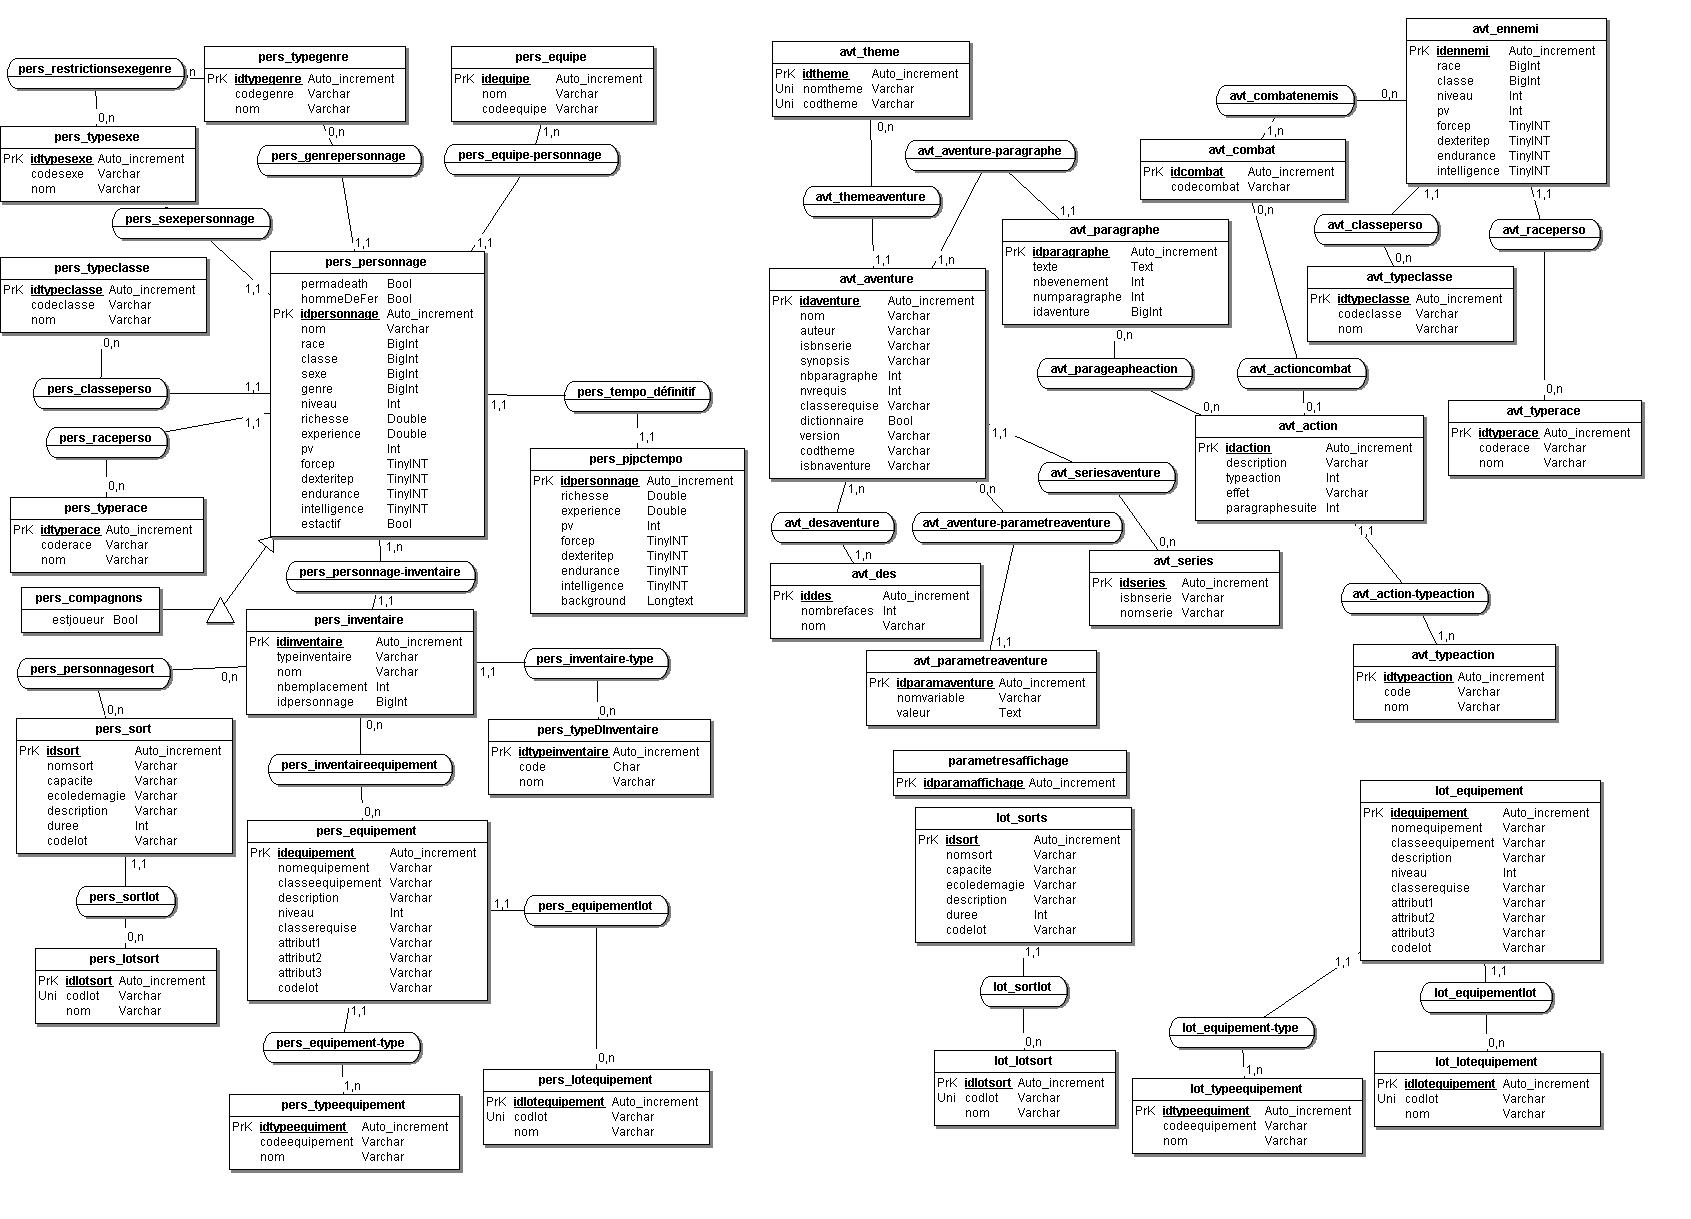 pers_restrictionsexegenre
,n
0,n
pers_typegenre
PrK idtypegenre Auto_increment
codegenre Varchar
nom Varchar
0,n
pers_equipe
PrK idequipe Auto_increment
nom Varchar
codeequipe Varchar
1,n
pers_typesexe
PrK idtypesexe Auto_increment
codesexe Varchar
nom Varchar
pers_genrepersonnage
1,1
pers_equipe-personnage
1,1
pers_sexepersonnage
1,1
pers_typeclasse
PrK idtypeclasse Auto_increment
codeclasse Varchar
nom Varchar
0,n
pers_classeperso
1,1
pers_raceperso
1,1
0,n
pers_typerace
PrK idtyperace Auto_increment
coderace Varchar
nom Varchar
pers_personnage
permadeath Bool
hommeDeFer Bool
PrK idpersonnage Auto_increment
nom Varchar
race BigInt
classe BigInt
sexe BigInt
genre BigInt
niveau Int
richesse Double
experience Double
pv Int
forcep TinyINT
dexteritep TinyINT
endurance TinyINT
intelligence TinyINT
estactif Bool
1,1
pers_tempo_définitif
1,1
pers_pjpctempo
PrK idpersonnage Auto_increment
richesse Double
experience Double
pv Int
forcep TinyINT
dexteritep TinyINT
endurance TinyINT
intelligence TinyINT
background Longtext
1,n
pers_personnage-inventaire
1,1
pers_compagnons
estjoueur Bool
pers_inventaire
PrK idinventaire Auto_increment
typeinventaire Varchar
nom Varchar
nbemplacement Int
idpersonnage BigInt
pers_personnagesort
0,n
0,n
1,1
pers_inventaire-type
0,n
pers_typeDInventaire
PrK idtypeinventaire Auto_increment
code Char
nom Varchar
pers_sort
PrK idsort Auto_increment
nomsort Varchar
capacite Varchar
ecoledemagie Varchar
description Varchar
duree Int
codelot Varchar
1,1
pers_sortlot
0,n
pers_lotsort
PrK idlotsort Auto_increment
Uni codlot Varchar
nom Varchar
0,n
pers_inventaireequipement
0,n
pers_equipement
PrK idequipement Auto_increment
nomequipement Varchar
classeequipement Varchar
description Varchar
niveau Int
classerequise Varchar
attribut1 Varchar
attribut2 Varchar
attribut3 Varchar
codelot Varchar
1,1
pers_equipementlot
0,n
1,1
pers_equipement-type
1,n
pers_typeequipement
PrK idtypeequiment Auto_increment
codeequipement Varchar
nom Varchar
pers_lotequipement
PrK idlotequipement Auto_increment
Uni codlot Varchar
nom Varchar
avt_theme
PrK idtheme Auto_increment
Uni nomtheme Varchar
Uni codtheme Varchar
0,n
avt_themeaventure
1,1
avt_aventure-paragraphe
1,n
1,1
avt_aventure
PrK idaventure Auto_increment
nom Varchar
auteur Varchar
isbnserie Varchar
synopsis Varchar
nbparagraphe Int
nvrequis Int
classerequise Varchar
dictionnaire Bool
version Varchar
codtheme Varchar
isbnaventure Varchar
avt_paragraphe
PrK idparagraphe Auto_increment
texte Text
nbevenement Int
numparagraphe Int
idaventure BigInt
0,n
avt_parageapheaction
0,n
1,1
avt_seriesaventure
0,n
avt_series
PrK idseries Auto_increment
isbnserie Varchar
nomserie Varchar
1,n
avt_desaventure
1,n
avt_des
PrK iddes Auto_increment
nombrefaces Int
nom Varchar
0,n
avt_aventure-parametreaventure
1,1
avt_parametreaventure
PrK idparamaventure Auto_increment
nomvariable Varchar
valeur Text
avt_ennemi
PrK idennemi Auto_increment
race BigInt
classe BigInt
niveau Int
pv Int
forcep TinyINT
dexteritep TinyINT
endurance TinyINT
intelligence TinyINT
avt_combatenemis
0,n
1,n
avt_combat
PrK idcombat Auto_increment
codecombat Varchar
0,n
avt_actioncombat
0,1
1,1
avt_classeperso
0,n
avt_typeclasse
PrK idtypeclasse Auto_increment
codeclasse Varchar
nom Varchar
1,1
avt_raceperso
0,n
avt_typerace
PrK idtyperace Auto_increment
coderace Varchar
nom Varchar
avt_action
PrK idaction Auto_increment
description Varchar
typeaction Int
effet Varchar
paragraphesuite Int
1,1
avt_action-typeaction
1,n
avt_typeaction
PrK idtypeaction Auto_increment
code Varchar
nom Varchar
parametresaffichage
PrK idparamaffichage Auto_increment
lot_sorts
PrK idsort Auto_increment
nomsort Varchar
capacite Varchar
ecoledemagie Varchar
description Varchar
duree Int
codelot Varchar
1,1
lot_sortlot
0,n
lot_lotsort
PrK idlotsort Auto_increment
Uni codlot Varchar
nom Varchar
lot_equipement
PrK idequipement Auto_increment
nomequipement Varchar
classeequipement Varchar
description Varchar
niveau Int
classerequise Varchar
attribut1 Varchar
attribut2 Varchar
attribut3 Varchar
codelot Varchar
1,1
lot_equipement-type
1,n
lot_typeequipement
PrK idtypeequiment Auto_increment
codeequipement Varchar
nom Varchar
1,1
lot_equipementlot
0,n
lot_lotequipement
PrK idlotequipement Auto_increment
Uni codlot Varchar
nom Varchar